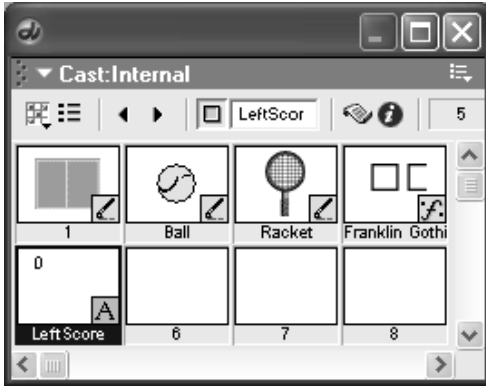 Cast:Internal
LeftScor
5
1 Ball Racket Franklin Gothi
0
A
LeftScore 6 7 8